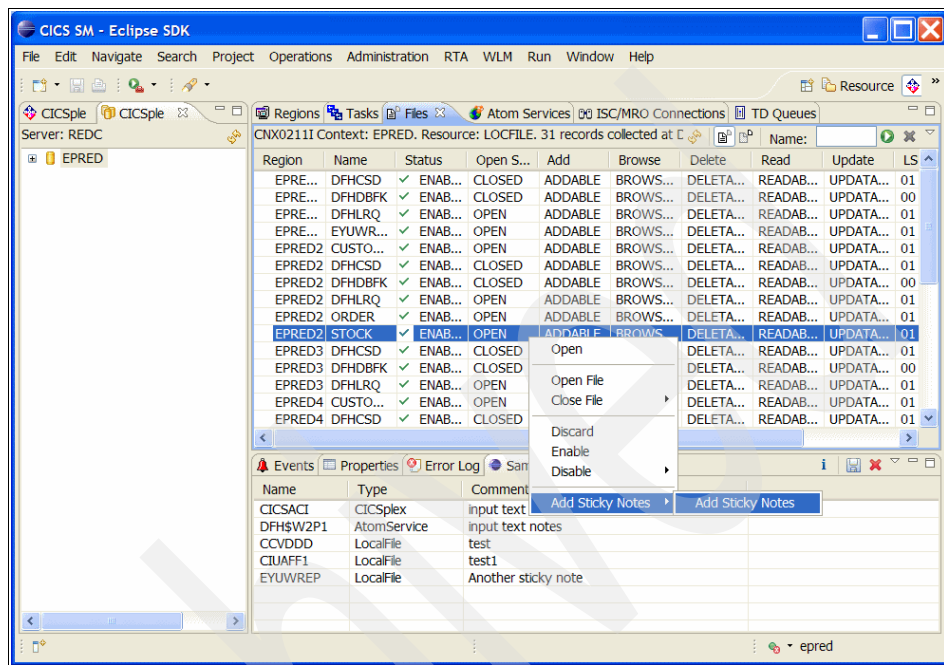 CICS SM - Eclipse SDK
File Edit Navigate Search Project Operations Administration RTA WLM Run Window Help
Resource »
CICSple CICSple
Server: REDC
EPRED
Regions Tasks Files Atom Services ISC/MRO Connections TD Queues
CNX0211I Context: EPRED. Resource: LOCFILE. 31 records collected at Name:
Region Name Status Open S... Add Browse Delete Read Update LS
EPRE... DFHCSD ENAB... CLOSED ADDABLE BROWS... DELETA... READAB... UPDATA... 01
EPRE... DFHDBFK ENAB... CLOSED ADDABLE BROWS... DELETA... READAB... UPDATA... 00
EPRE... DFHLRQ ENAB... OPEN ADDABLE BROWS... DELETA... READAB... UPDATA... 01
EPRE... EYUWR... ENAB... OPEN ADDABLE BROWS... DELETA... READAB... UPDATA... 01
EPRED2 CUSTO... ENAB... OPEN ADDABLE BROWS... DELETA... READAB... UPDATA... 01
EPRED2 DFHCSD ENAB... CLOSED ADDABLE BROWS... DELETA... READAB... UPDATA... 01
EPRED2 DFHDBFK ENAB... CLOSED ADDABLE BROWS... DELETA... READAB... UPDATA... 00
EPRED2 DFHLRQ ENAB... OPEN ADDABLE BROWS... DELETA... READAB... UPDATA... 01
EPRED2 ORDER ENAB... OPEN ADDABLE BROWS... DELETA... READAB... UPDATA... 01
EPRED2 STOCK ENAB... OPEN ADDABLE BROWS... DELETA... READAB... UPDATA... 01
EPRED3 DFHCSD ENAB... CLOSED DELETA... READAB... UPDATA... 01
EPRED3 DFHDBFK ENAB... CLOSED DELETA... READAB... UPDATA... 00
EPRED3 DFHLRQ ENAB... OPEN DELETA... READAB... UPDATA... 01
EPRED4 CUSTO... ENAB... OPEN DELETA... READAB... UPDATA... 01
EPRED4 DFHCSD ENAB... CLOSED DELETA... READAB... UPDATA... 01
Open
Open File
Close File
Discard
Enable
Disable
Add Sticky Notes
Add Sticky Notes
Events Properties Error Log Sam
Name Type Comment
CICSACI CICSplex input text
DFH$W2P1 AtomService input text notes
CCVDDD LocalFile test
CIUAFF1 LocalFile test1
EYUWREP LocalFile Another sticky note
epred